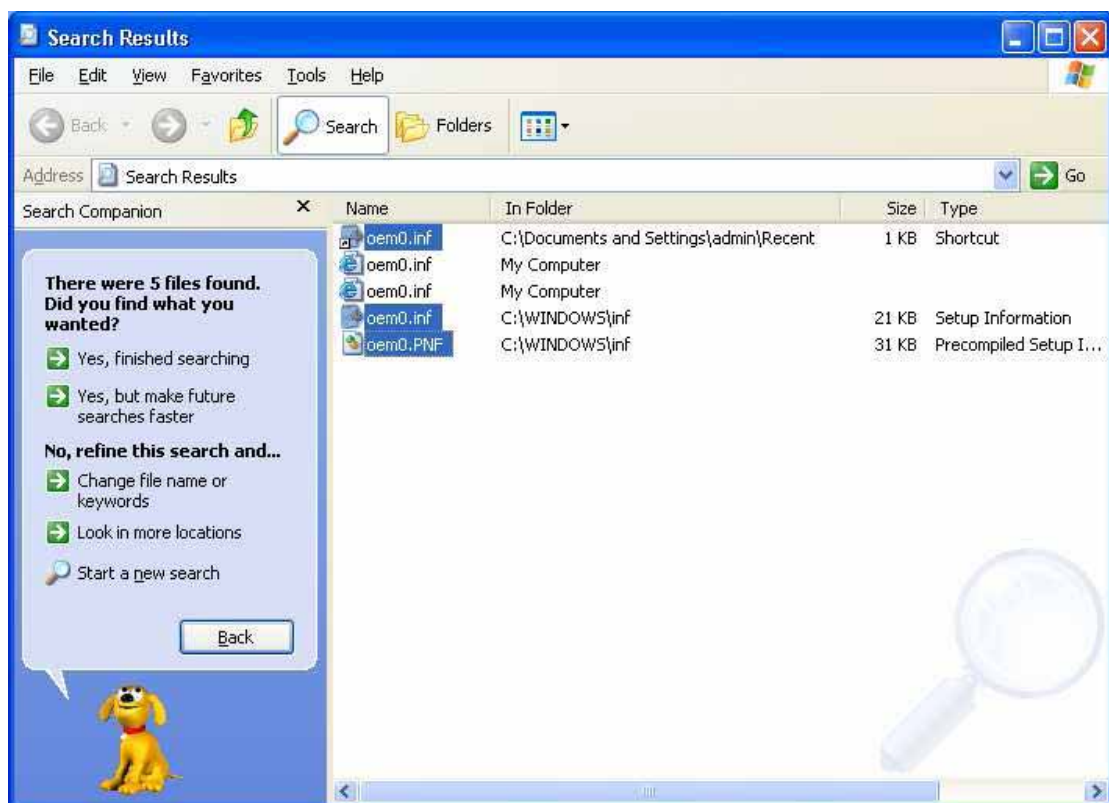 Search Results
File Edit View Favorites Tools Help
Back Search Folders
Address Search Results Go
Search Companion
There were 5 files found.
Did you find what you
wanted?
Yes, finished searching
Yes, but make future
searches faster
No, refine this search and...
Change file name or
keywords
Look in more locations
Start a new search
Back
Name In Folder Size Type
oem0.inf C:\Documents and Settings\admin\Recent 1 KB Shortcut
oem0.inf My Computer
oem0.inf My Computer
oem0.inf C:\WINDOWS\inf 21 KB Setup Information
oem0.PNF C:\WINDOWS\inf 31 KB Precompiled Setup I...